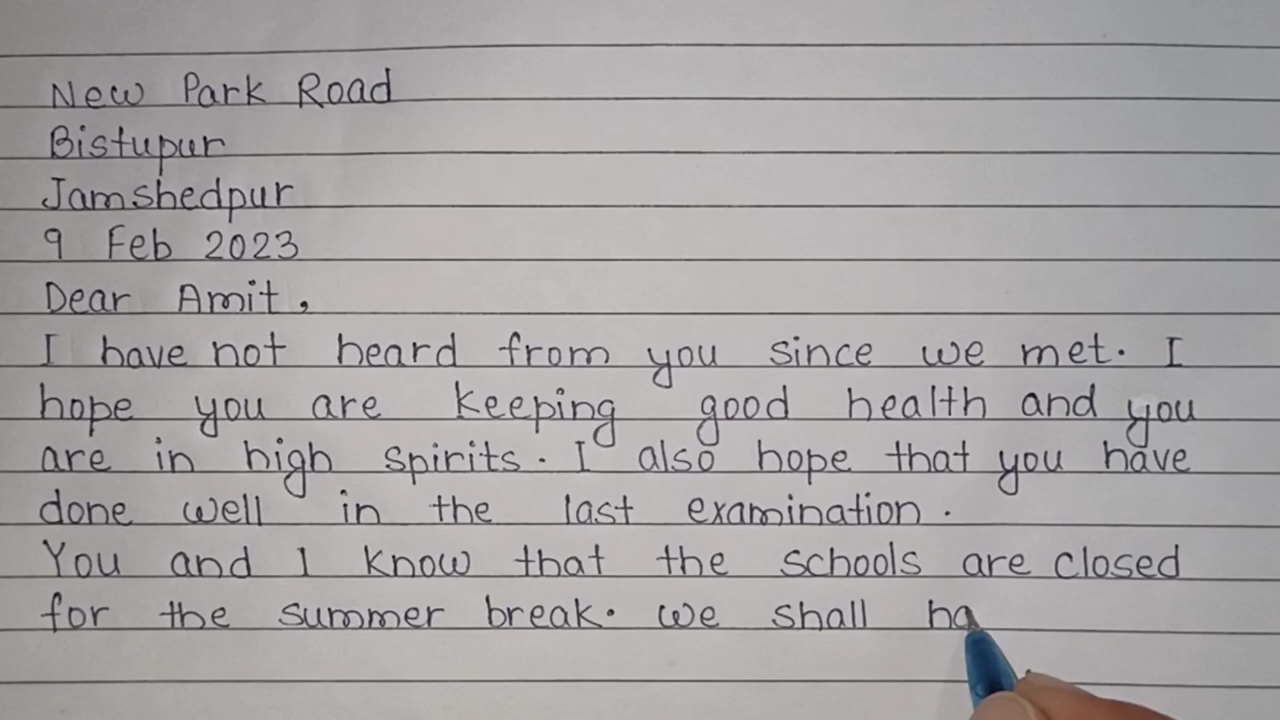 New Park Road
Bistupur
Jamshedpur
9 Feb 2023
Dear Amit,
I have not heard from you since we met. I
hope you are keeping good health and you
are in high spirits. I also hope that you have
done well in the last examination.
You and I know that the schools are closed
for the summer break. we shall ha